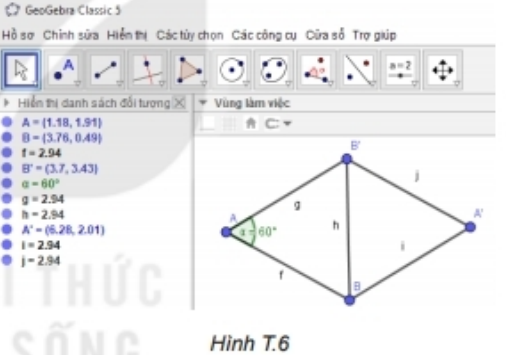 GeoGebra Classic 5
Hồ sơ Chỉnh sửa Hiển thị Các tùy chọn Các công cụ Cửa sổ Trợ giúp
A
a=2
Hiển thị danh sách đối tượng
Vùng làm việc
A = (1.18, 1.91)
B = (3.76, 0.49)
f = 2.94
B' = (3.7, 3.43)
α = 60°
g = 2.94
h = 2.94
A' = (6.28, 2.01)
i = 2.94
j = 2.94
B'
j
g
A
α = 60°
h
A'
i
f
B
THỨC
SỐNG
Hình T.6